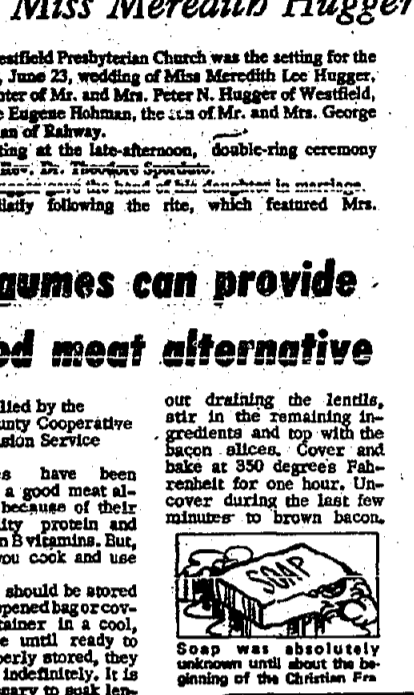 Miss Meredith Hugger
estfield Presbyterian Church was the setting for the
, June 23, wedding of Miss Meredith Lee Hugger,
ter of Mr. and Mrs. Peter N. Hugger of Westfield,
e Eugene Hohman, the son of Mr. and Mrs. George
an of Rahway.
ting at the late-afternoon, double-ring ceremony
Rev. Dr. Theodore
gave the hand of his daughter in marriage.
iatly following the rite, which featured Mrs.
gumes can provide
od meat alternative
lied by the
unty Cooperative
sion Service
s have been
a good meat al-
because of their
ity protein and
n B vitamins. But,
you cook and use
should be stored
pened bag or cov-
tainer in a cool,
e until ready to
perly stored, they
indefinitely. It is
nary to soak len-
out draining the lentils,
stir in the remaining in-
gredients and top with the
bacon slices. Cover and
bake at 350 degrees Fah-
renheit for one hour. Un-
cover during the last few
minutes to brown bacon.
SOAP
Soap was absolutely
unknown until about the be-
ginning of the Christian Era